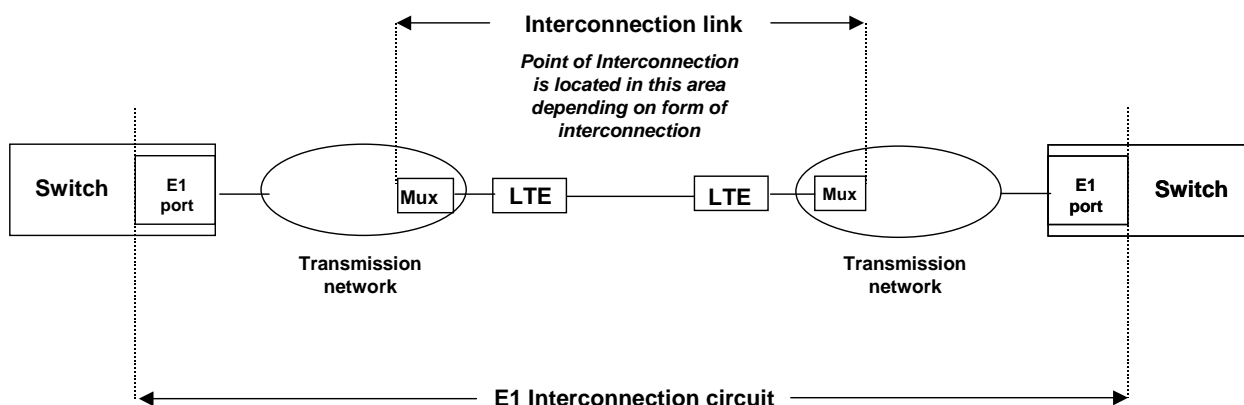 Interconnection link
Point of Interconnection
is located in this area
depending on form of
interconnection
Switch
E1
port
Mux
LTE
LTE
Mux
E1
port
Switch
Transmission
network
Transmission
network
E1 Interconnection circuit